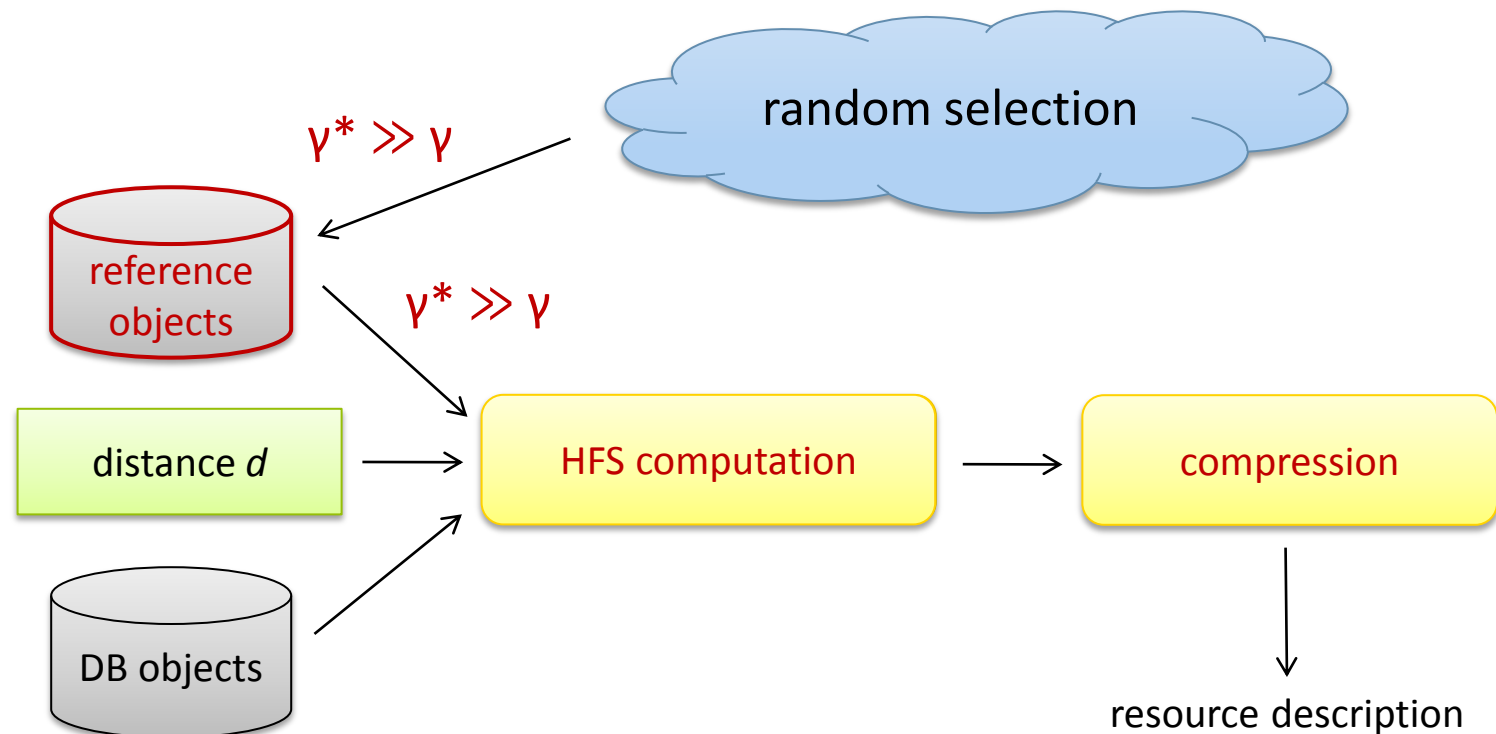 random selection
γ* ≫ γ
reference
objects
γ* ≫ γ
distance d
HFS computation
compression
DB objects
resource description